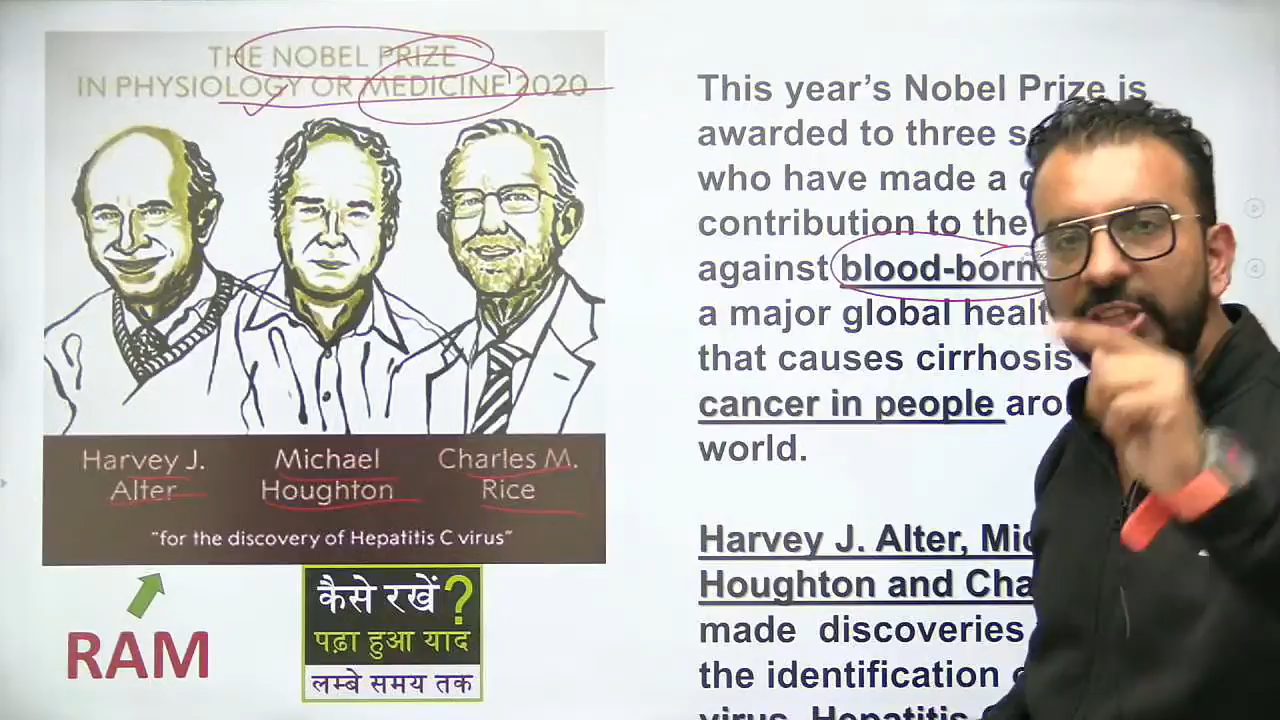 THE NOBEL PRIZE
IN PHYSIOLOGY OR MEDICINE 2020
Harvey J.
Alter
Michael
Houghton
Charles M.
Rice
"for the discovery of Hepatitis C virus"
RAM
कैसे रखें?
पढ़ा हुआ याद
लम्बे समय तक
This year's Nobel Prize is
awarded to three
who have made a
contribution to the
against blood-born
a major global healt
that causes cirrhosis
cancer in people
world.
Harvey J. Alter,
Houghton and
made discoveries
the identification
virus, Hepatitis